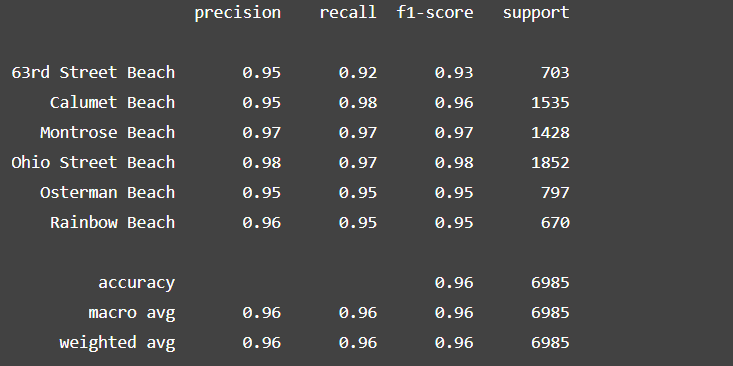 precision recall f1-score support
63rd Street Beach 0.95 0.92 0.93 703
Calumet Beach 0.95 0.98 0.96 1535
Montrose Beach 0.97 0.97 0.97 1428
Ohio Street Beach 0.98 0.97 0.98 1852
Osterman Beach 0.95 0.95 0.95 797
Rainbow Beach 0.96 0.95 0.95 670
accuracy 0.96 6985
macro avg 0.96 0.96 0.96 6985
weighted avg 0.96 0.96 0.96 6985